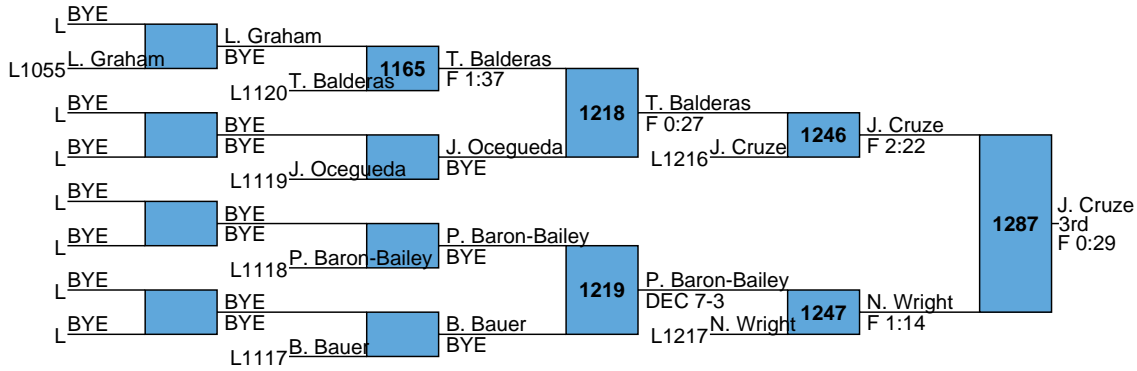 BYE
L
L. Graham
L1055
L. Graham
BYE
1165
T. Balderas
L1120
T. Balderas
F 1:37
BYE
L
BYE
L
BYE
BYE
J. Ocegueda
L1119
J. Ocegueda
BYE
1218
T. Balderas
F 0:27
J. Cruze
L1216
1246
J. Cruze
F 2:22
BYE
L
BYE
L
BYE
BYE
P. Baron-Bailey
L1118
P. Baron-Bailey
BYE
BYE
L
BYE
L
BYE
BYE
B. Bauer
L1117
B. Bauer
BYE
1219
P. Baron-Bailey
DEC 7-3
N. Wright
L1217
1247
N. Wright
F 1:14
1287
J. Cruze
3rd
F 0:29